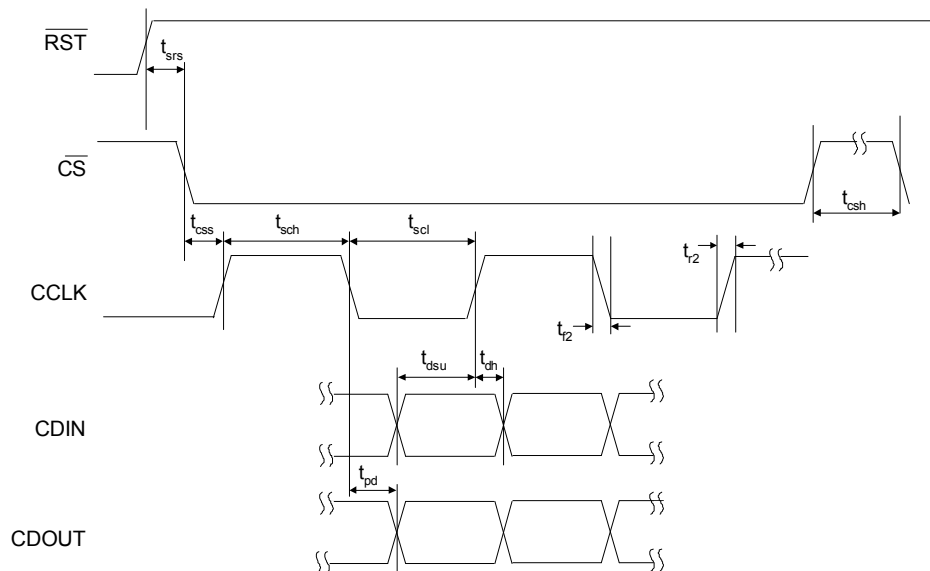 RST
t_srs
CS
t_csh
t_css
t_sch
t_scl
t_r2
CCLK
t_f2
t_dsu
t_dh
CDIN
t_pd
CDOUT